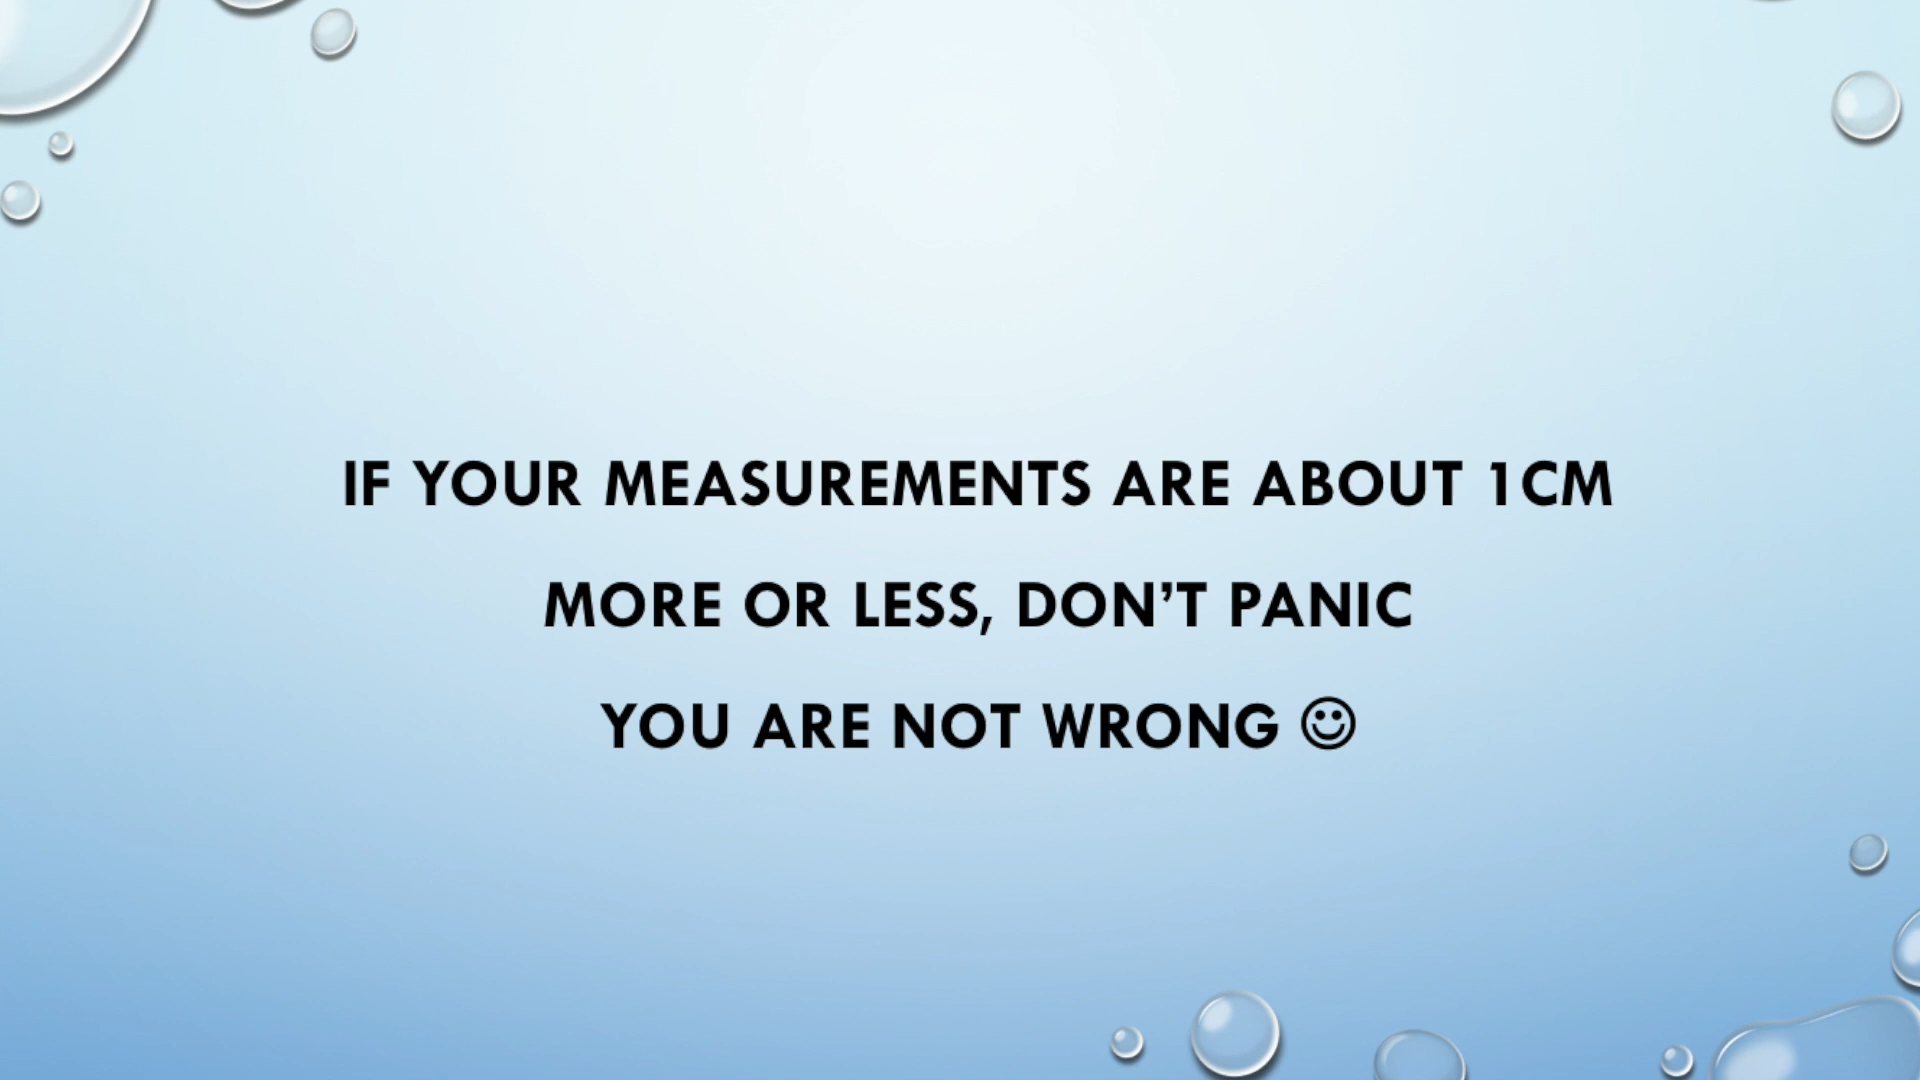 IF YOUR MEASUREMENTS ARE ABOUT 1CM
MORE OR LESS, DON’T PANIC
YOU ARE NOT WRONG ☺